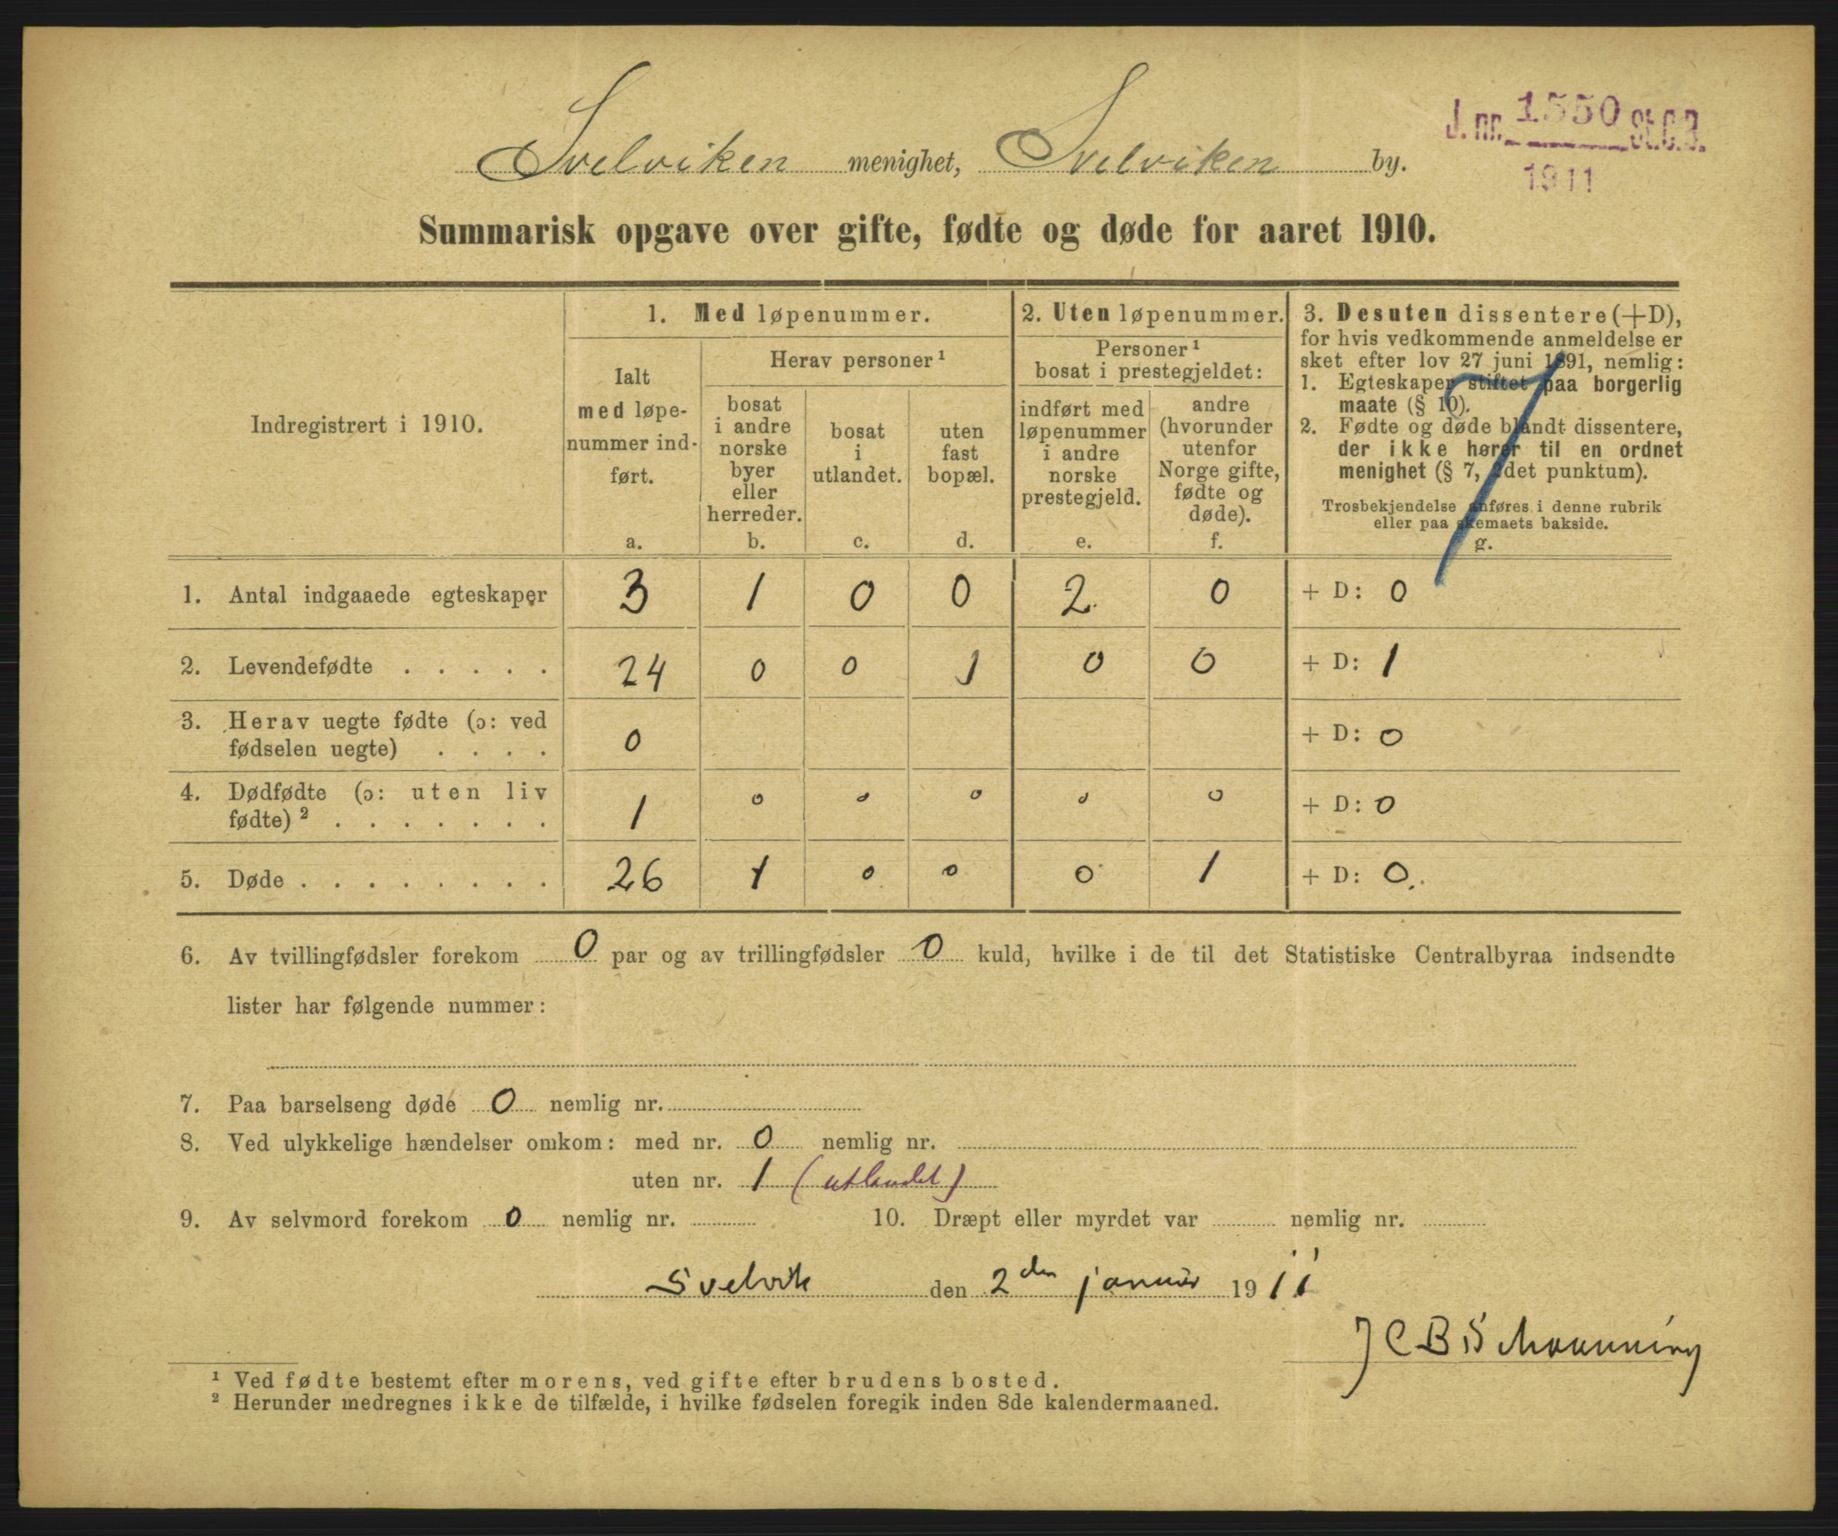 Svelviken menighet, Svelviken by.
J. nr. 1550 St.C.B.
1911
Summarisk opgave over gifte, fødte og døde for aaret 1910.
Indregistrert i 1910.
1. Med løpenummer.
Ialt
med løpe-
nummer ind-
ført.
a.
Herav personer ¹
bosat
i andre
norske
byer
eller
herreder.
b.
bosat
i
utlandet.
c.
uten
fast
bopæl.
d.
2. Uten løpenummer.
Personer ¹
bosat i prestegjeldet:
indført med
løpenummer
i andre
norske
prestegjeld.
e.
andre
(hvorunder
utenfor
Norge gifte,
fødte og
døde).
f.
3. Desuten dissentere (+D),
for hvis vedkommende anmeldelse er
sket efter lov 27 juni 1891, nemlig:
1. Egteskaper stiftet paa borgerlig
maate (§ 10).
2. Fødte og døde blandt dissentere,
der ikke hører til en ordnet
menighet (§ 7, 2det punktum).
Trosbekjendelse anføres i denne rubrik
eller paa skemaets bakside.
g.
7
1. Antal indgaaede egteskaper 3 1 0 0 2 0 + D: 0
2. Levendefødte . . . . . 24 0 0 1 0 0 + D: 1
3. Herav uegte fødte (ɔ: ved
fødselen uegte) . . . . 0 + D: 0
4. Dødfødte (ɔ: uten liv
fødte) ² . . . . . . . 1 0 0 0 0 0 + D: 0
5. Døde . . . . . . . . 26 1 0 0 0 1 + D: 0
6. Av tvillingfødsler forekom 0 par og av trillingfødsler 0 kuld, hvilke i de til det Statistiske Centralbyraa indsendte
lister har følgende nummer:
7. Paa barselseng døde 0 nemlig nr.
8. Ved ulykkelige hændelser omkom: med nr. 0 nemlig nr.
uten nr. 1 (utlandet)
9. Av selvmord forekom 0 nemlig nr. 10. Dræpt eller myrdet var nemlig nr.
Svelvik den 2den januar 1911
J C B Schønning
¹ Ved fødte bestemt efter morens, ved gifte efter brudens bosted.
² Herunder medregnes ikke de tilfælde, i hvilke fødselen foregik inden 8de kalendermaaned.